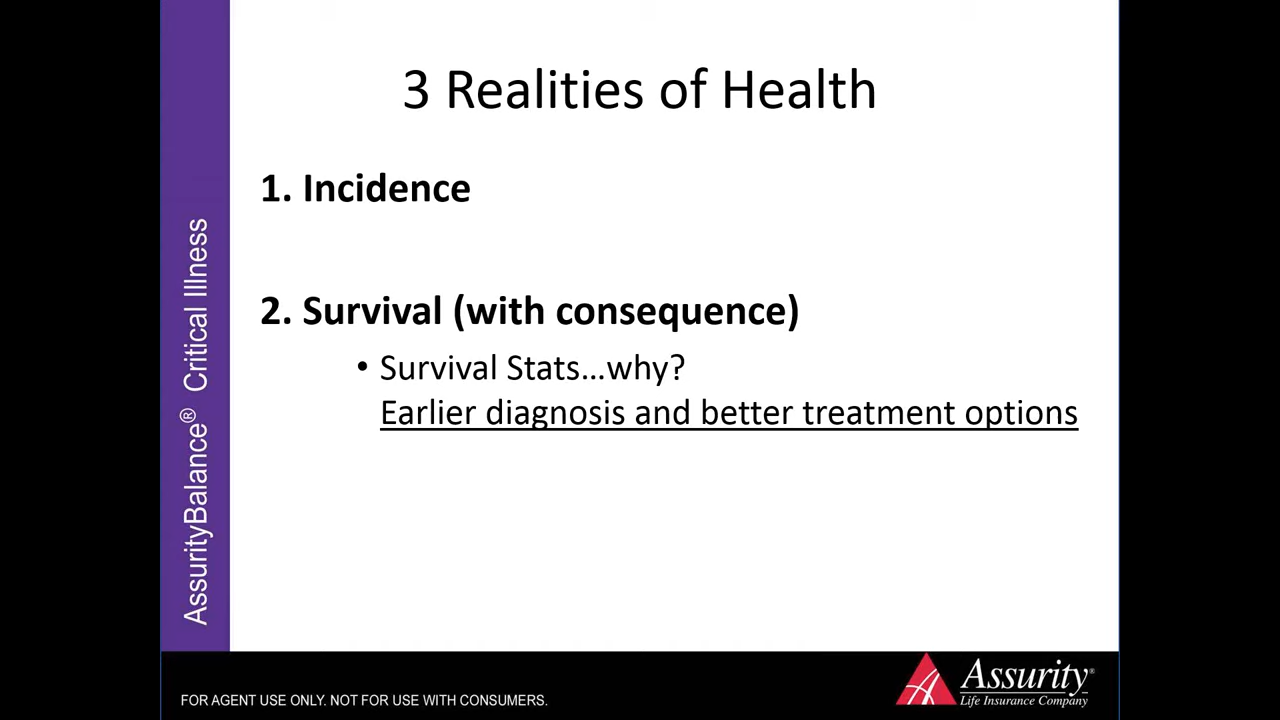 3 Realities of Health
1. Incidence
2. Survival (with consequence)
• Survival Stats...why?
Earlier diagnosis and better treatment options
AssurityBalance® Critical Illness
FOR AGENT USE ONLY. NOT FOR USE WITH CONSUMERS.
Assurity®
Life Insurance Company